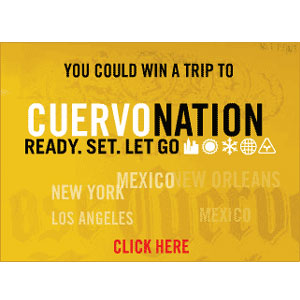 YOU COULD WIN A TRIP TO
CUERVONATION
READY. SET. LET GO
MEXICO NEW ORLEANS
NEW YORK
LOS ANGELES MEXICO
CLICK HERE